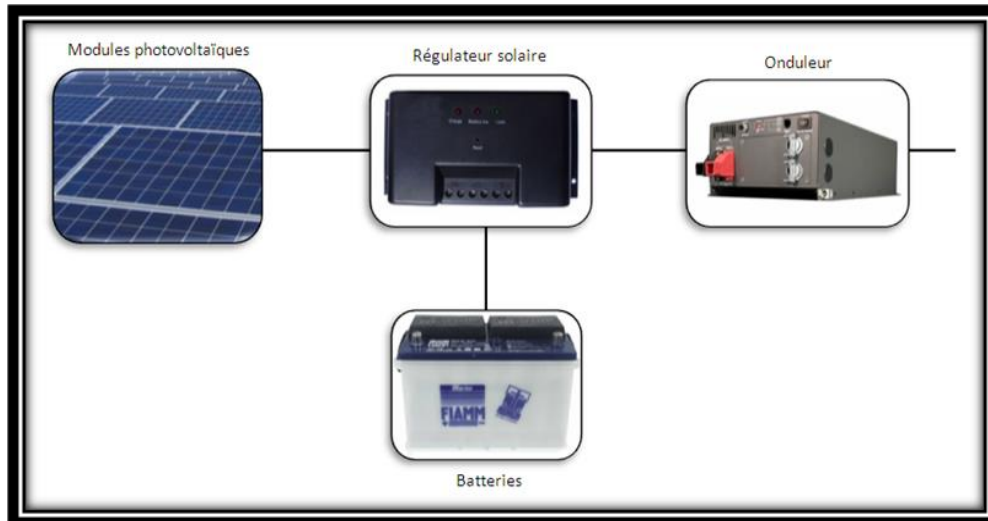 Modules photovoltaïques
Régulateur solaire
Onduleur
FIAMM
Batteries